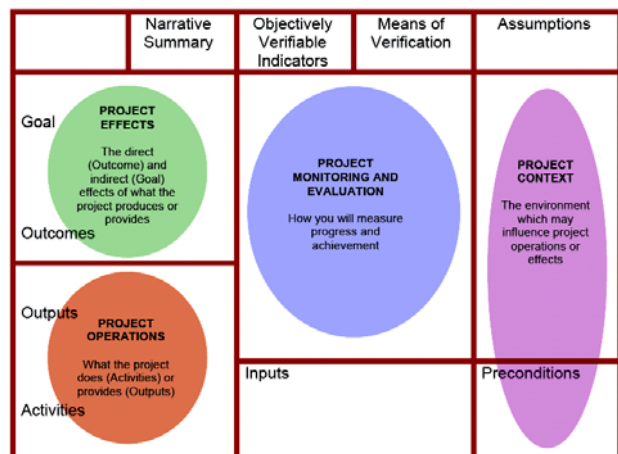 Narrative
Summary
Objectively
Verifiable
Indicators
Means of
Verification
Assumptions
Goal
PROJECT
EFFECTS
The direct
(Outcome) and
indirect (Goal)
effects of what the
project produces or
provides
Outcomes
PROJECT
MONITORING AND
EVALUATION
How you will measure
progress and
achievement
PROJECT
CONTEXT
The environment
which may
influence project
operations or
effects
Outputs
PROJECT
OPERATIONS
What the project
does (Activities) or
provides (Outputs)
Activities
Inputs
Preconditions